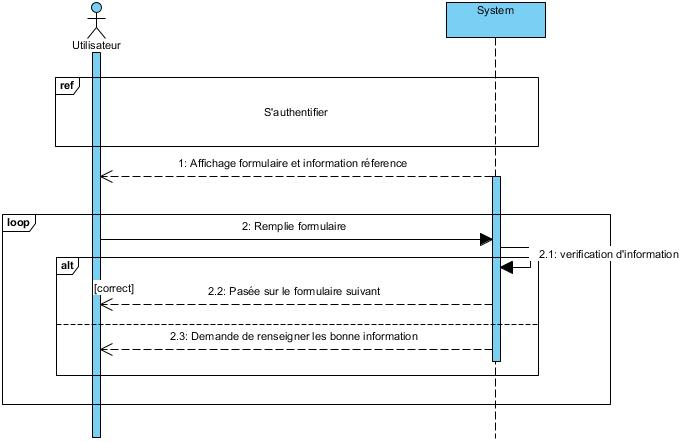 System
Utilisateur
ref
S'authentifier
1: Affichage formulaire et information réference
loop
2: Remplie formulaire
2.1: verification d'information
alt
[correct]
2.2: Pasée sur le formulaire suivant
2.3: Demande de renseigner les bonne information